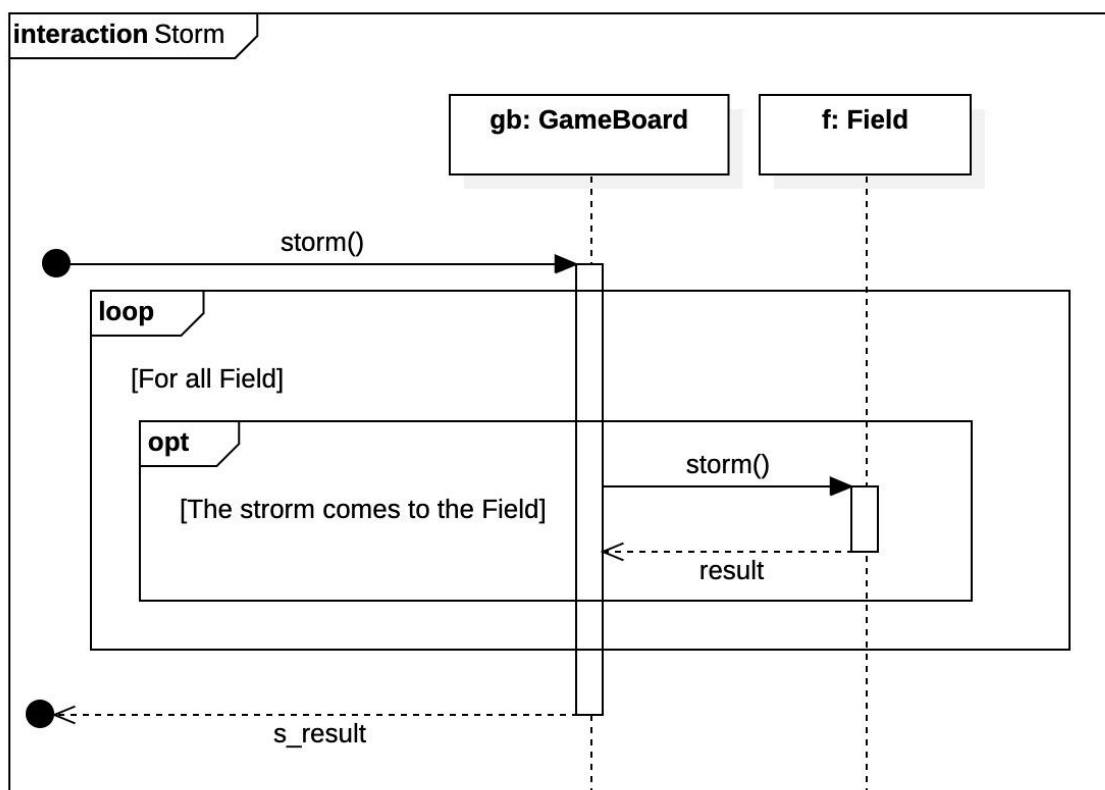 interaction Storm
gb: GameBoard
f: Field
storm()
loop
[For all Field]
opt
storm()
[The strorm comes to the Field]
result
s_result